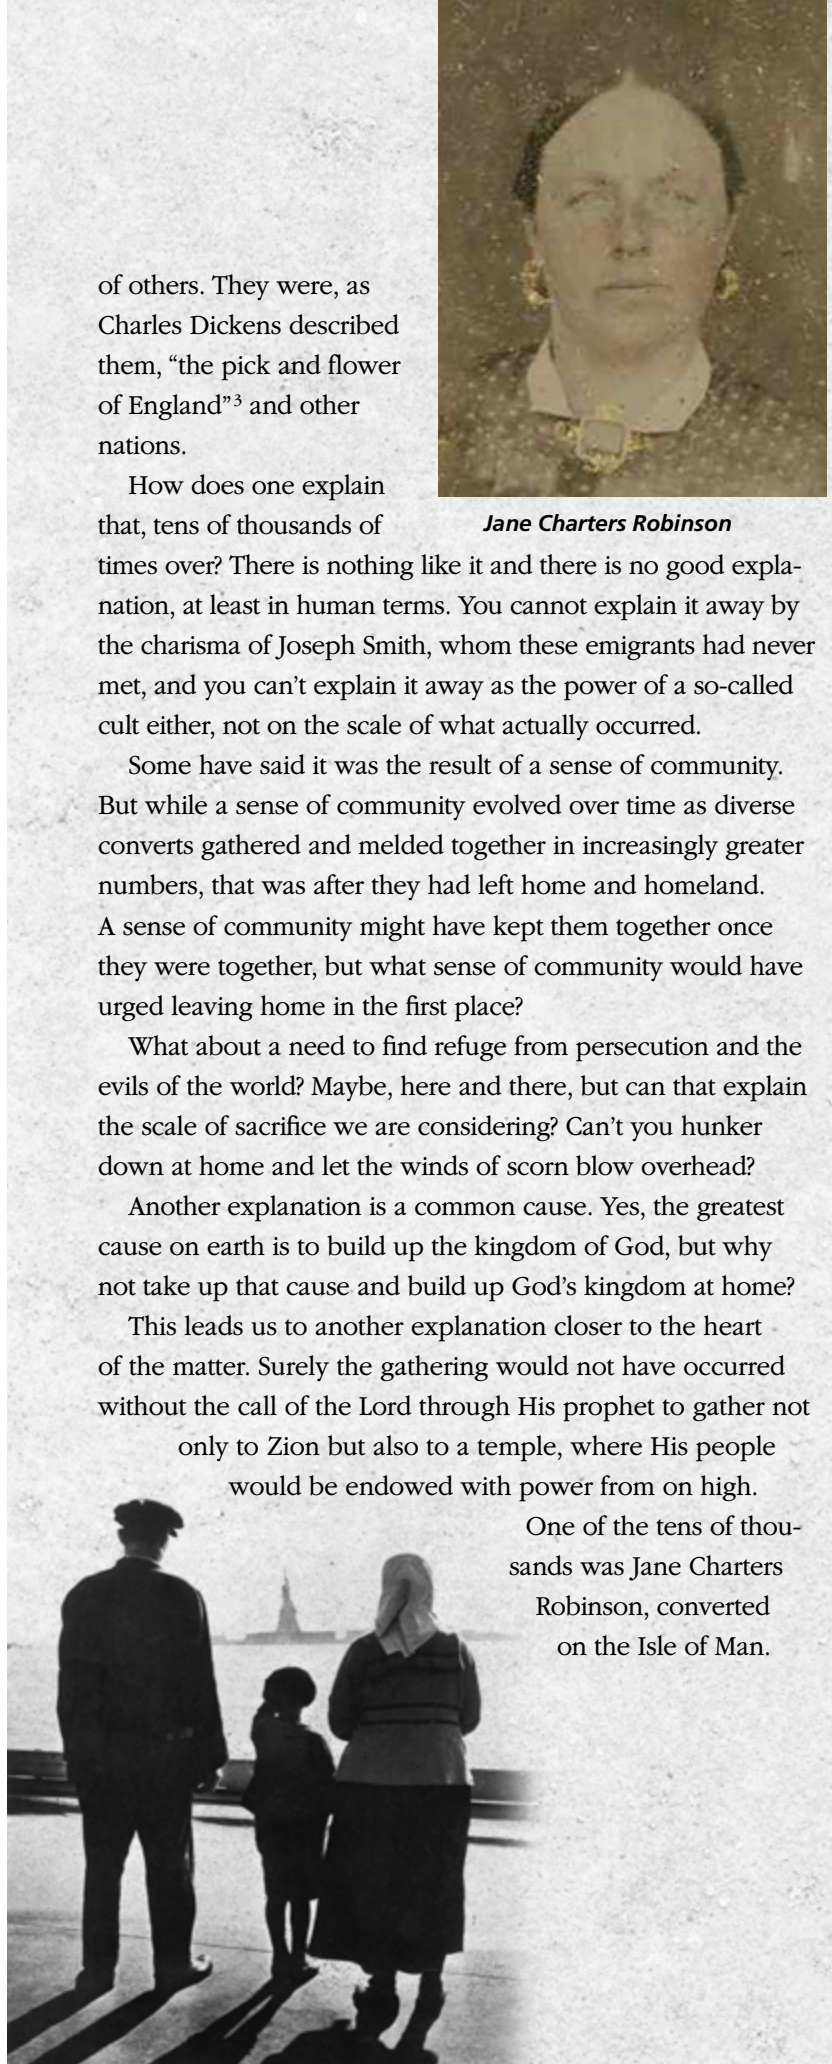 of others. They were, as
Charles Dickens described
them, “the pick and flower
of England”³ and other
nations.
How does one explain
that, tens of thousands of
Jane Charters Robinson
times over? There is nothing like it and there is no good expla-
nation, at least in human terms. You cannot explain it away by
the charisma of Joseph Smith, whom these emigrants had never
met, and you can’t explain it away as the power of a so-called
cult either, not on the scale of what actually occurred.
Some have said it was the result of a sense of community.
But while a sense of community evolved over time as diverse
converts gathered and melded together in increasingly greater
numbers, that was after they had left home and homeland.
A sense of community might have kept them together once
they were together, but what sense of community would have
urged leaving home in the first place?
What about a need to find refuge from persecution and the
evils of the world? Maybe, here and there, but can that explain
the scale of sacrifice we are considering? Can’t you hunker
down at home and let the winds of scorn blow overhead?
Another explanation is a common cause. Yes, the greatest
cause on earth is to build up the kingdom of God, but why
not take up that cause and build up God’s kingdom at home?
This leads us to another explanation closer to the heart
of the matter. Surely the gathering would not have occurred
without the call of the Lord through His prophet to gather not
only to Zion but also to a temple, where His people
would be endowed with power from on high.
One of the tens of thou-
sands was Jane Charters
Robinson, converted
on the Isle of Man.